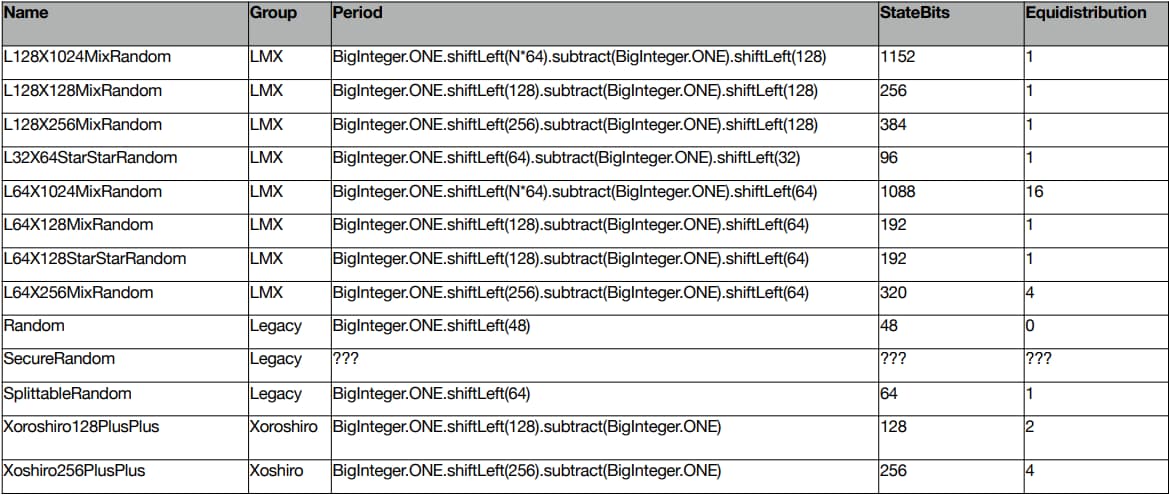 Name Group Period StateBits Equidistribution
L128X1024MixRandom LMX BigInteger.ONE.shiftLeft(N*64).subtract(BigInteger.ONE).shiftLeft(128) 1152 1
L128X128MixRandom LMX BigInteger.ONE.shiftLeft(128).subtract(BigInteger.ONE).shiftLeft(128) 256 1
L128X256MixRandom LMX BigInteger.ONE.shiftLeft(256).subtract(BigInteger.ONE).shiftLeft(128) 384 1
L32X64StarStarRandom LMX BigInteger.ONE.shiftLeft(64).subtract(BigInteger.ONE).shiftLeft(32) 96 1
L64X1024MixRandom LMX BigInteger.ONE.shiftLeft(N*64).subtract(BigInteger.ONE).shiftLeft(64) 1088 16
L64X128MixRandom LMX BigInteger.ONE.shiftLeft(128).subtract(BigInteger.ONE).shiftLeft(64) 192 1
L64X128StarStarRandom LMX BigInteger.ONE.shiftLeft(128).subtract(BigInteger.ONE).shiftLeft(64) 192 1
L64X256MixRandom LMX BigInteger.ONE.shiftLeft(256).subtract(BigInteger.ONE).shiftLeft(64) 320 4
Random Legacy BigInteger.ONE.shiftLeft(48) 48 0
SecureRandom Legacy ??? ??? ???
SplittableRandom Legacy BigInteger.ONE.shiftLeft(64) 64 1
Xoroshiro128PlusPlus Xoroshiro BigInteger.ONE.shiftLeft(128).subtract(BigInteger.ONE) 128 2
Xoshiro256PlusPlus Xoshiro BigInteger.ONE.shiftLeft(256).subtract(BigInteger.ONE) 256 4